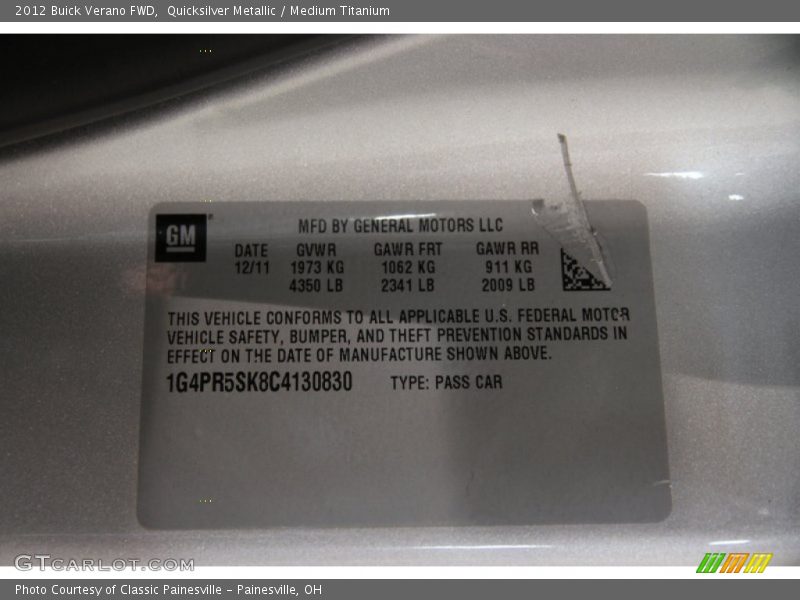 2012 Buick Verano FWD,  Quicksilver Metallic / Medium Titanium
GM
MFD BY GENERAL MOTORS LLC
DATE GVWR GAWR FRT GAWR RR
12/11 1973 KG 1062 KG 911 KG
4350 LB 2341 LB 2009 LB
THIS VEHICLE CONFORMS TO ALL APPLICABLE U.S. FEDERAL MOTOR
VEHICLE SAFETY, BUMPER, AND THEFT PREVENTION STANDARDS IN
EFFECT ON THE DATE OF MANUFACTURE SHOWN ABOVE.
1G4PR5SK8C4130830 TYPE: PASS CAR
GTCARLOT.COM
Photo Courtesy of Classic Painesville - Painesville, OH